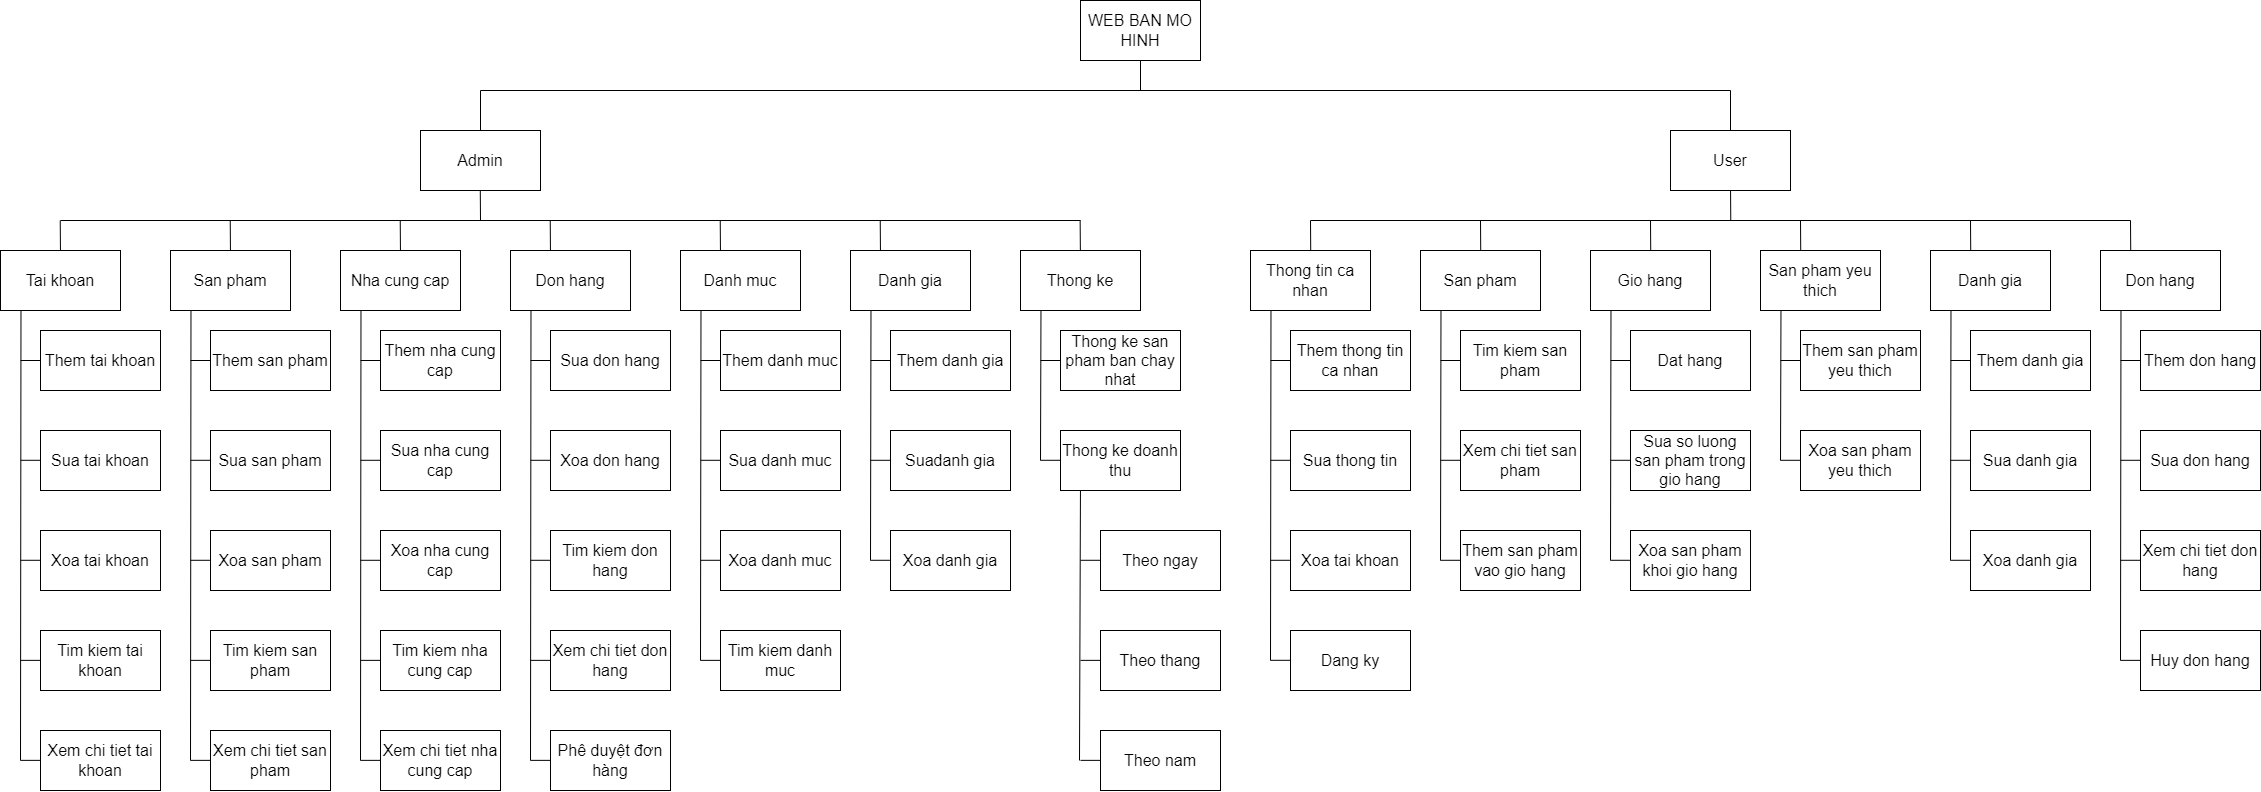 WEB BAN MO
HINH
Admin
User
Tai khoan
San pham
Nha cung cap
Don hang
Danh muc
Danh gia
Thong ke
Thong tin ca
nhan
San pham
Gio hang
San pham yeu
thich
Danh gia
Don hang
Them tai khoan
Sua tai khoan
Xoa tai khoan
Tim kiem tai
khoan
Xem chi tiet tai
khoan
Them san pham
Sua san pham
Xoa san pham
Tim kiem san
pham
Xem chi tiet san
pham
Them nha cung
cap
Sua nha cung
cap
Xoa nha cung
cap
Tim kiem nha
cung cap
Xem chi tiet nha
cung cap
Sua don hang
Xoa don hang
Tim kiem don
hang
Xem chi tiet don
hang
Phê duyệt đơn
hàng
Them danh muc
Sua danh muc
Xoa danh muc
Tim kiem danh
muc
Them danh gia
Suadanh gia
Xoa danh gia
Thong ke san
pham ban chay
nhat
Thong ke doanh
thu
Theo ngay
Theo thang
Theo nam
Them thong tin
ca nhan
Sua thong tin
Xoa tai khoan
Dang ky
Tim kiem san
pham
Xem chi tiet san
pham
Them san pham
vao gio hang
Dat hang
Sua so luong
san pham trong
gio hang
Xoa san pham
khoi gio hang
Them san pham
yeu thich
Xoa san pham
yeu thich
Them danh gia
Sua danh gia
Xoa danh gia
Them don hang
Sua don hang
Xem chi tiet don
hang
Huy don hang